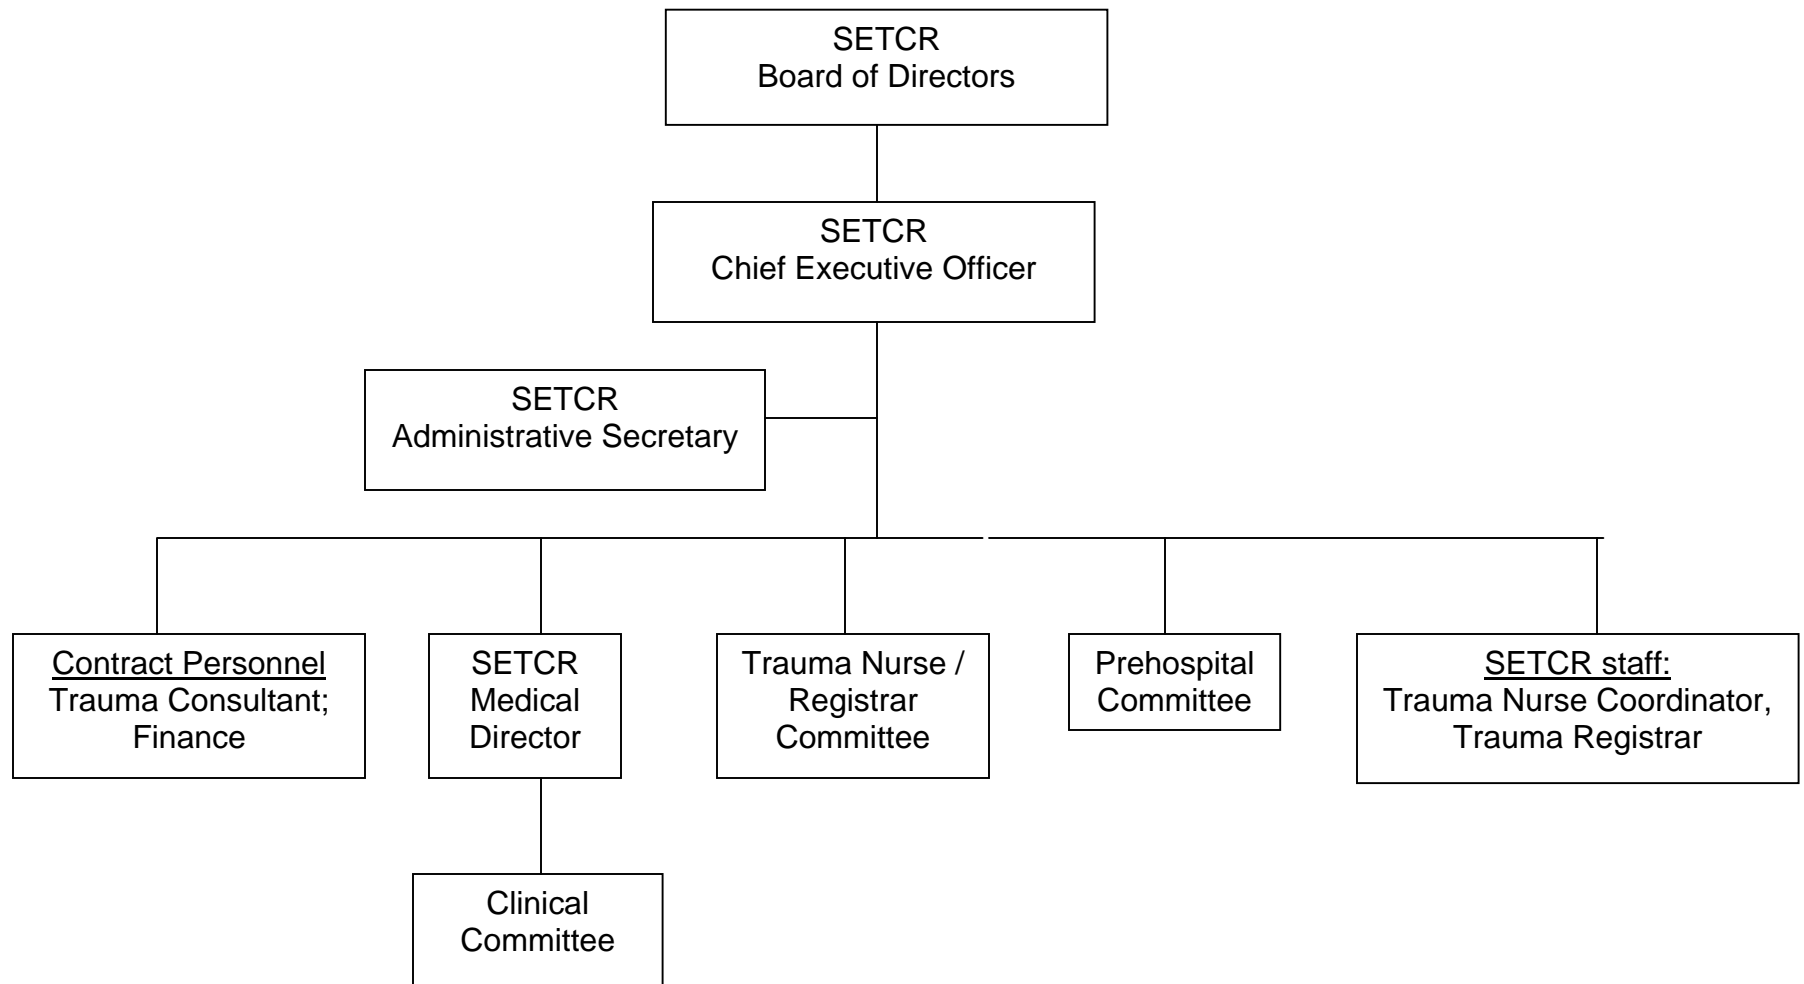 SETCR
Board of Directors
SETCR
Chief Executive Officer
SETCR
Administrative Secretary
Contract Personnel
Trauma Consultant;
Finance
SETCR
Medical
Director
Trauma Nurse /
Registrar
Committee
Prehospital
Committee
SETCR staff:
Trauma Nurse Coordinator,
Trauma Registrar
Clinical
Committee